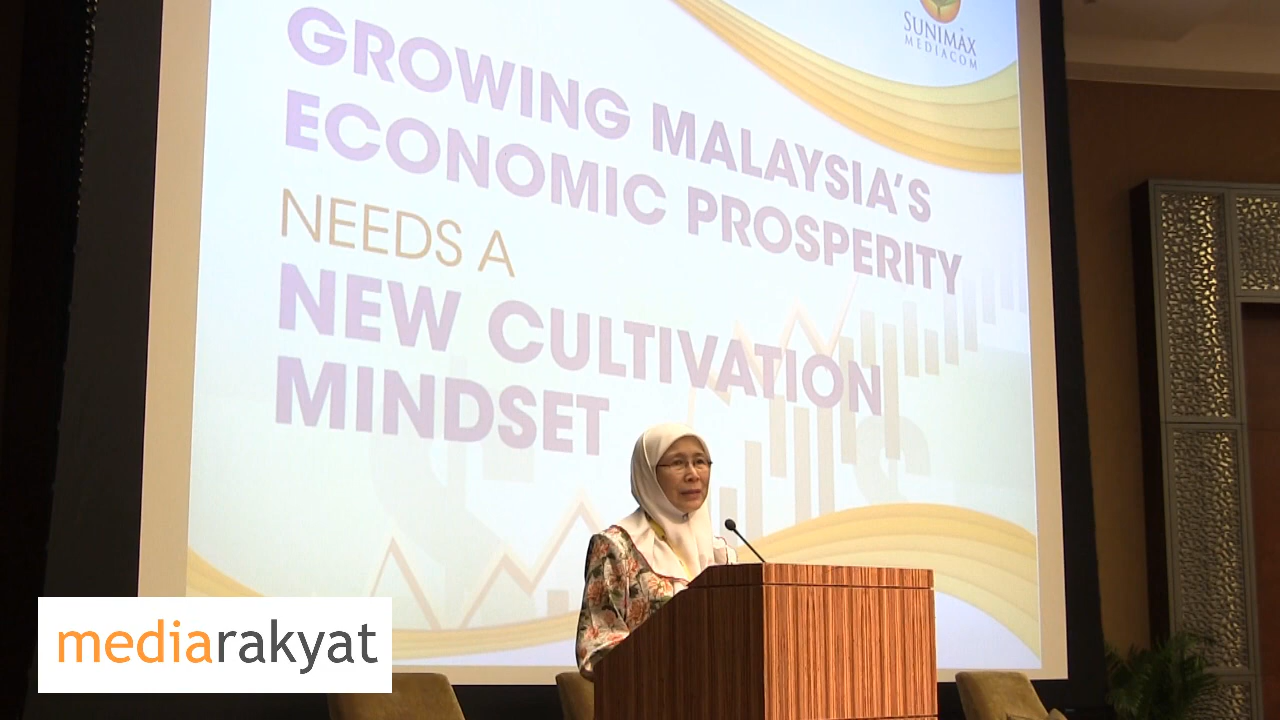 SUNIMAX
MEDIACOM
GROWING MALAYSIA'S
ECONOMIC PROSPERITY
NEEDS A
NEW CULTIVATION
MINDSET
mediarakyat